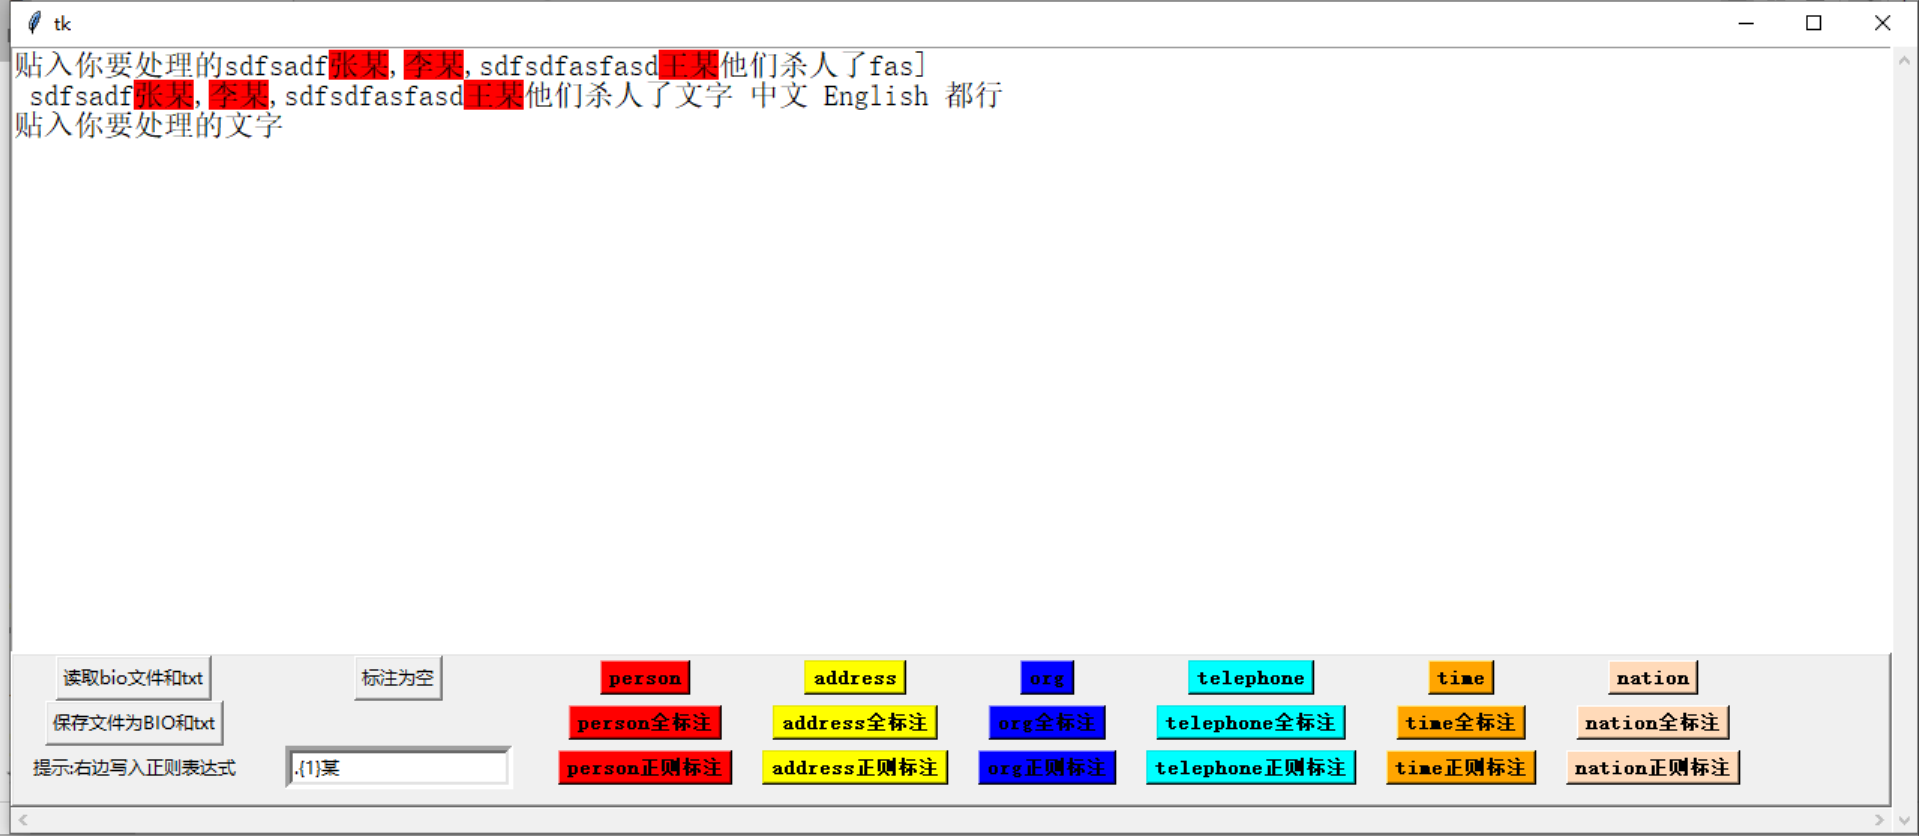 tk
贴入你要处理的sdfsadf张某,李某,sdfsdfasfasd王某他们杀人了fas]
sdfsadf张某,李某,sdfsdfasfasd王某他们杀人了文字 中文 English 都行
贴入你要处理的文字
读取bio文件和txt 标注为空 person address org telephone time nation
保存文件为BIO和txt person全标注 address全标注 org全标注 telephone全标注 time全标注 nation全标注
提示:右边写入正则表达式 .{1}某 person正则标注 address正则标注 org正则标注 telephone正则标注 time正则标注 nation正则标注